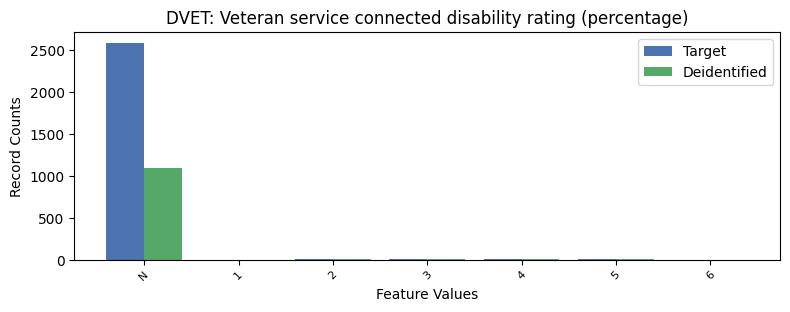 DVET: Veteran service connected disability rating (percentage)
Target
Deidentified
Record Counts
2500
2000
1500
1000
500
0
N 1 2 3 4 5 6
Feature Values